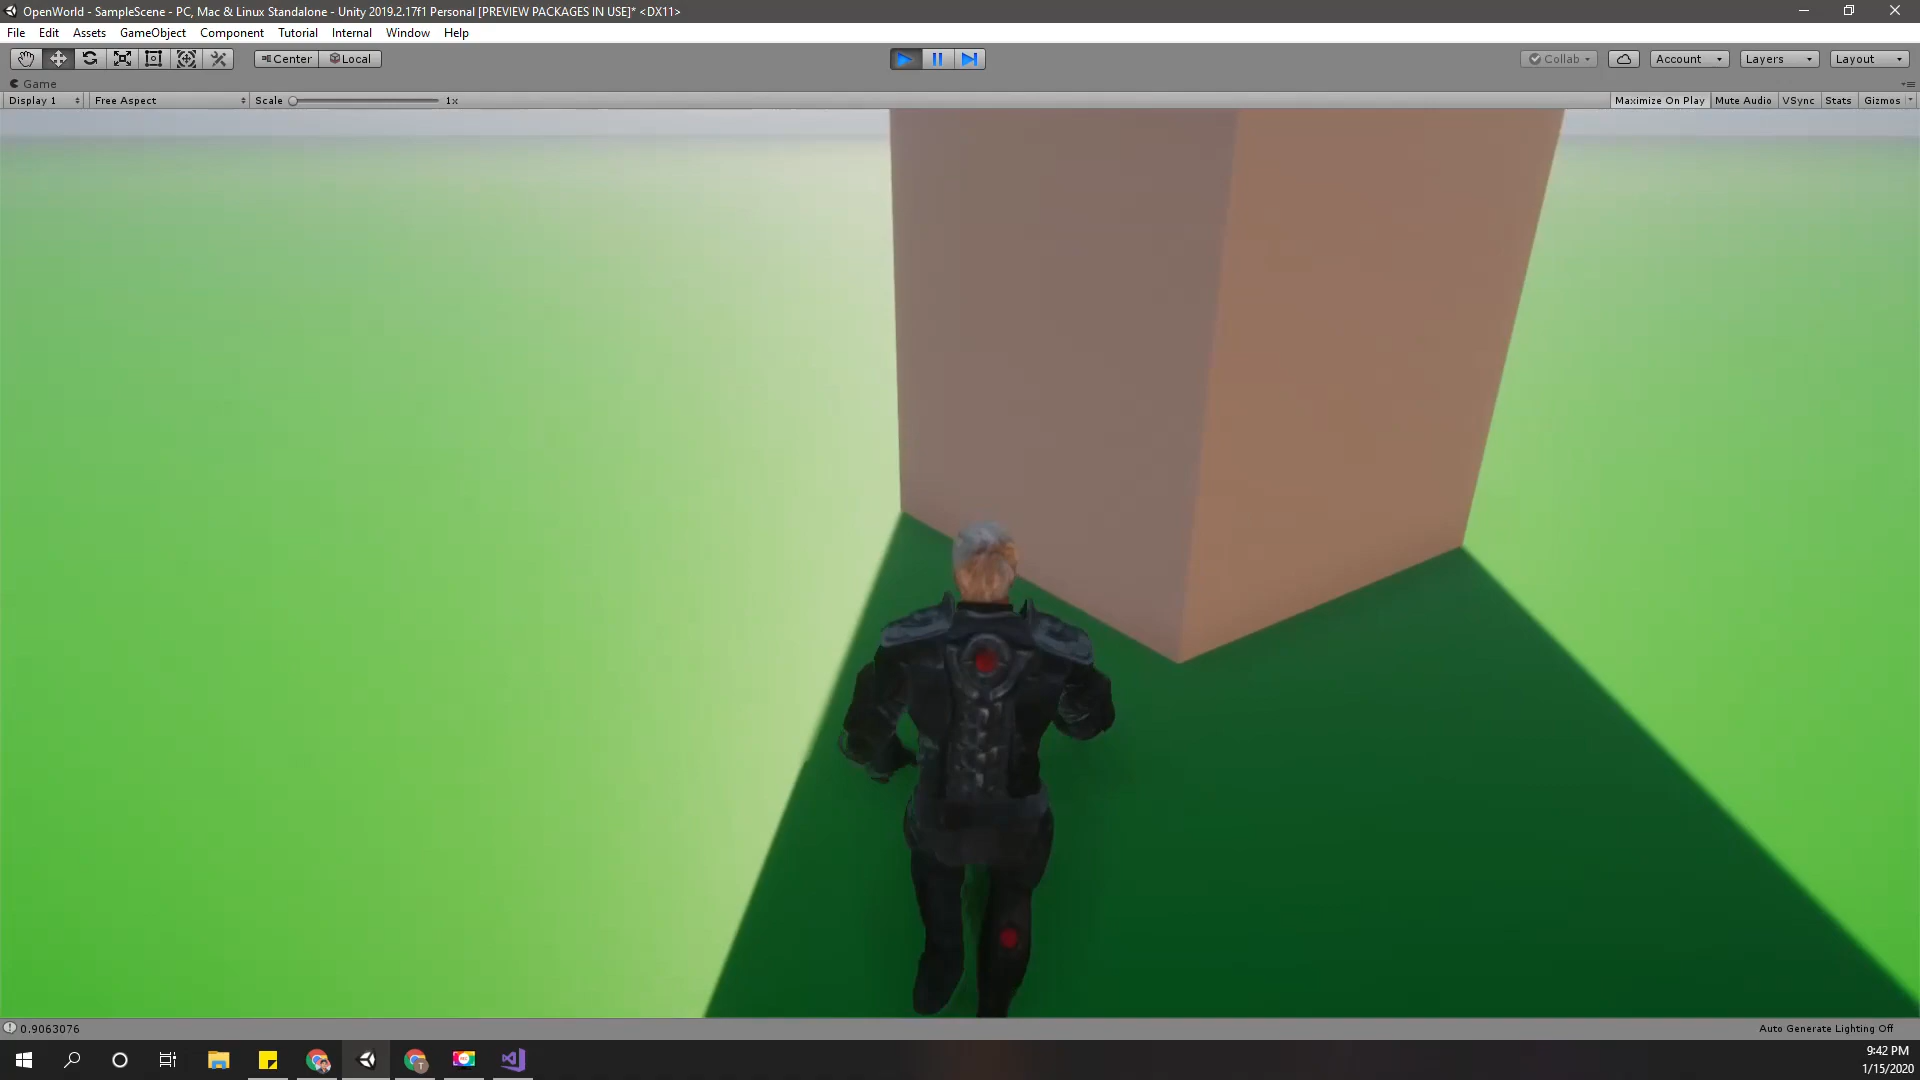 OpenWorld - SampleScene - PC, Mac & Linux Standalone - Unity 2019.2.17f1 Personal [PREVIEW PACKAGES IN USE]* <DX11>
File Edit Assets GameObject Component Tutorial Internal Window Help
Center Local Collab Account Layers Layout
Game
Display 1 Free Aspect Scale 1x Maximize On Play Mute Audio VSync Stats Gizmos
0.9063076 Auto Generate Lighting Off
9:42 PM
1/15/2020